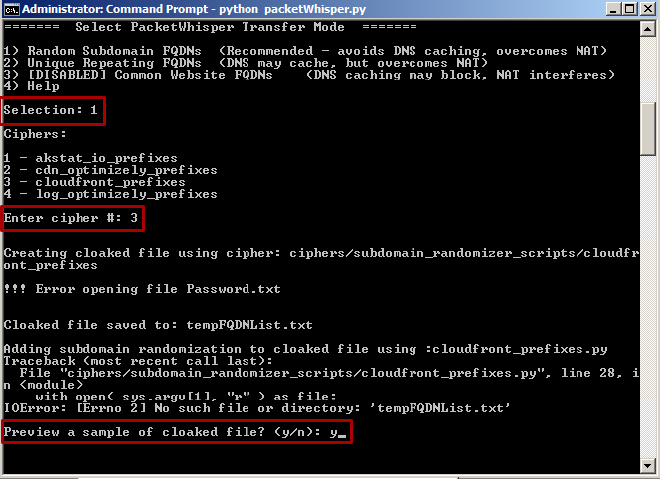 Administrator: Command Prompt - python packetWhisper.py
======= Select PacketWhisper Transfer Mode =======
1) Random Subdomain FQDNs (Recommended - avoids DNS caching, overcomes NAT)
2) Unique Repeating FQDNs (DNS may cache, but overcomes NAT)
3) [DISABLED] Common Website FQDNs (DNS caching may block, NAT interferes)
4) Help
Selection: 1
Ciphers:
1 - akstat_io_prefixes
2 - cdn_optimizely_prefixes
3 - cloudfront_prefixes
4 - log_optimizely_prefixes
Enter cipher #: 3
Creating cloaked file using cipher: ciphers/subdomain_randomizer_scripts/cloudfr
ont_prefixes
!!! Error opening file Password.txt
Cloaked file saved to: tempFQDNList.txt
Adding subdomain randomization to cloaked file using :cloudfront_prefixes.py
Traceback (most recent call last):
File "ciphers/subdomain_randomizer_scripts/cloudfront_prefixes.py", line 28, i
n <module>
with open( sys.argv[1], "r" ) as file:
IOError: [Errno 2] No such file or directory: 'tempFQDNList.txt'
Preview a sample of cloaked file? (y/n): y_